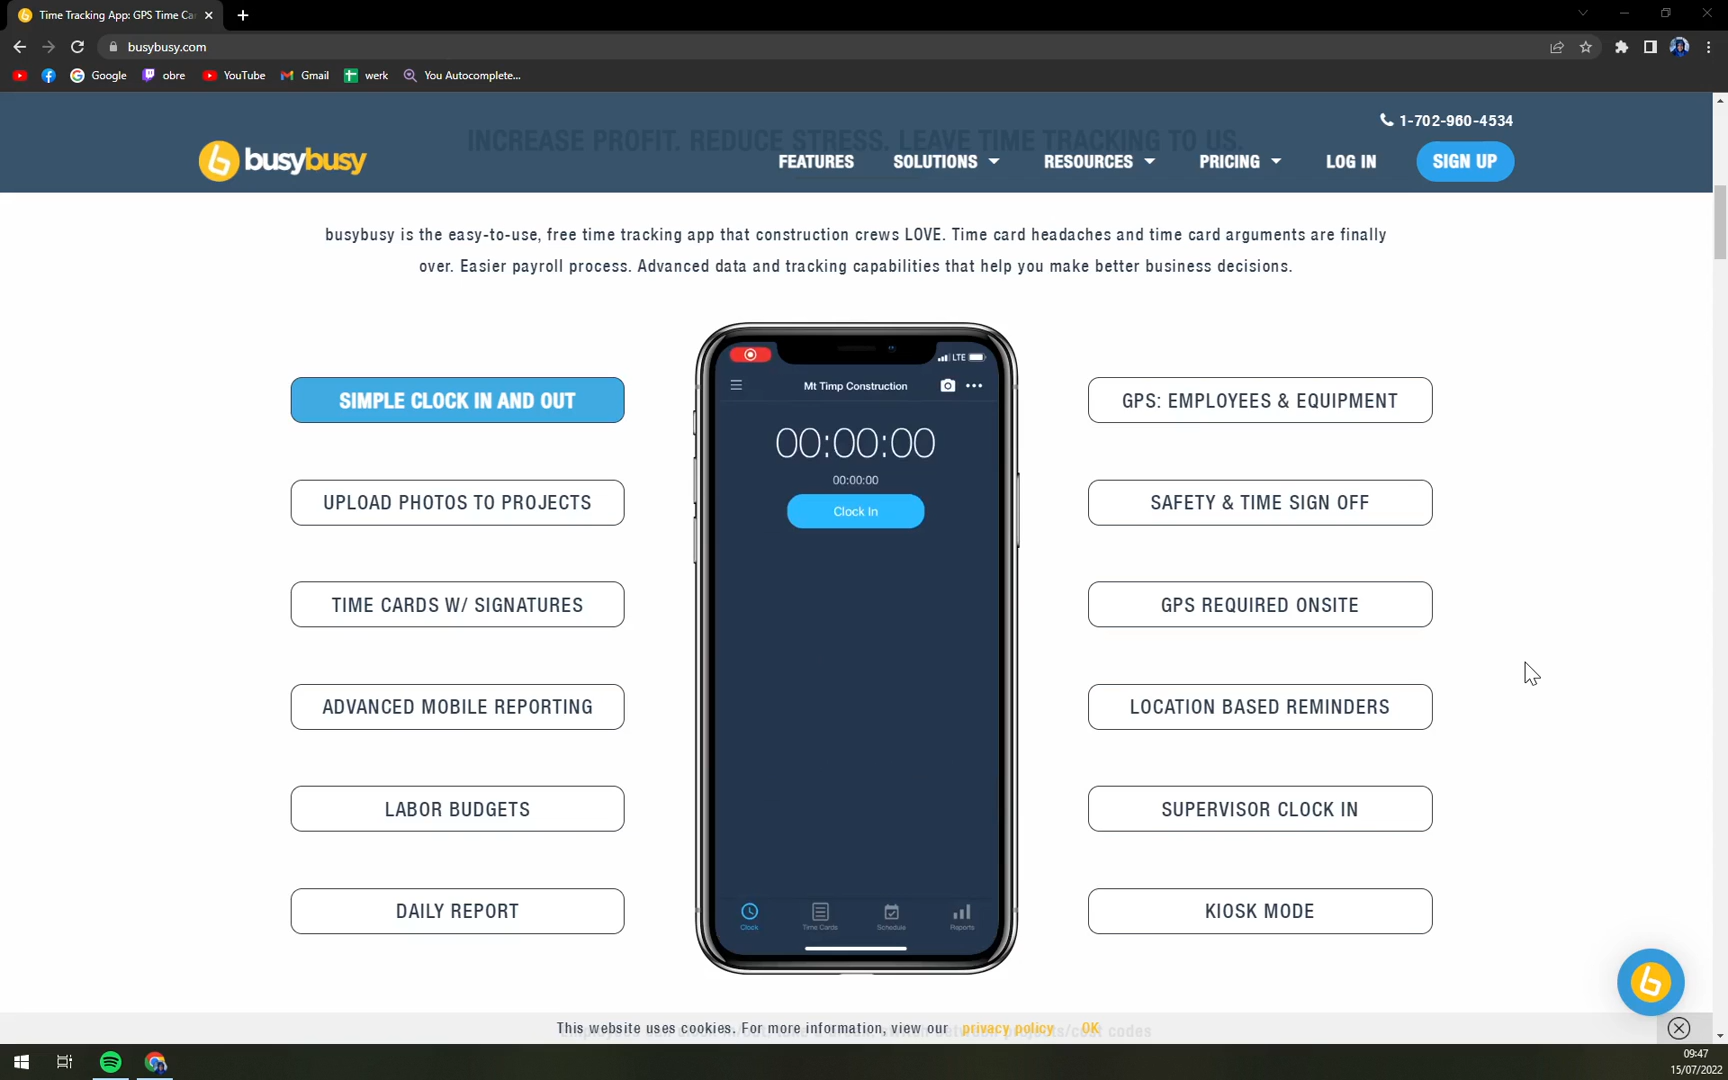 Time Tracking App: GPS Time Ca
busybusy.com
Google
obre
YouTube
Gmail
werk
You Autocomplete...
1-702-960-4534
INCREASE PROFIT. REDUCE STRESS. LEAVE TIME TRACKING TO US.
busybusy
FEATURES
SOLUTIONS
RESOURCES
PRICING
LOG IN
SIGN UP
busybusy is the easy-to-use, free time tracking app that construction crews LOVE. Time card headaches and time card arguments are finally
over. Easier payroll process. Advanced data and tracking capabilities that help you make better business decisions.
LTE
Mt Timp Construction
00:00:00
00:00:00
Clock In
Clock
Time Cards
Schedule
Reports
SIMPLE CLOCK IN AND OUT
UPLOAD PHOTOS TO PROJECTS
TIME CARDS W/ SIGNATURES
ADVANCED MOBILE REPORTING
LABOR BUDGETS
DAILY REPORT
GPS: EMPLOYEES & EQUIPMENT
SAFETY & TIME SIGN OFF
GPS REQUIRED ONSITE
LOCATION BASED REMINDERS
SUPERVISOR CLOCK IN
KIOSK MODE
This website uses cookies. For more information, view our privacy policy OK
09:47
15/07/2022